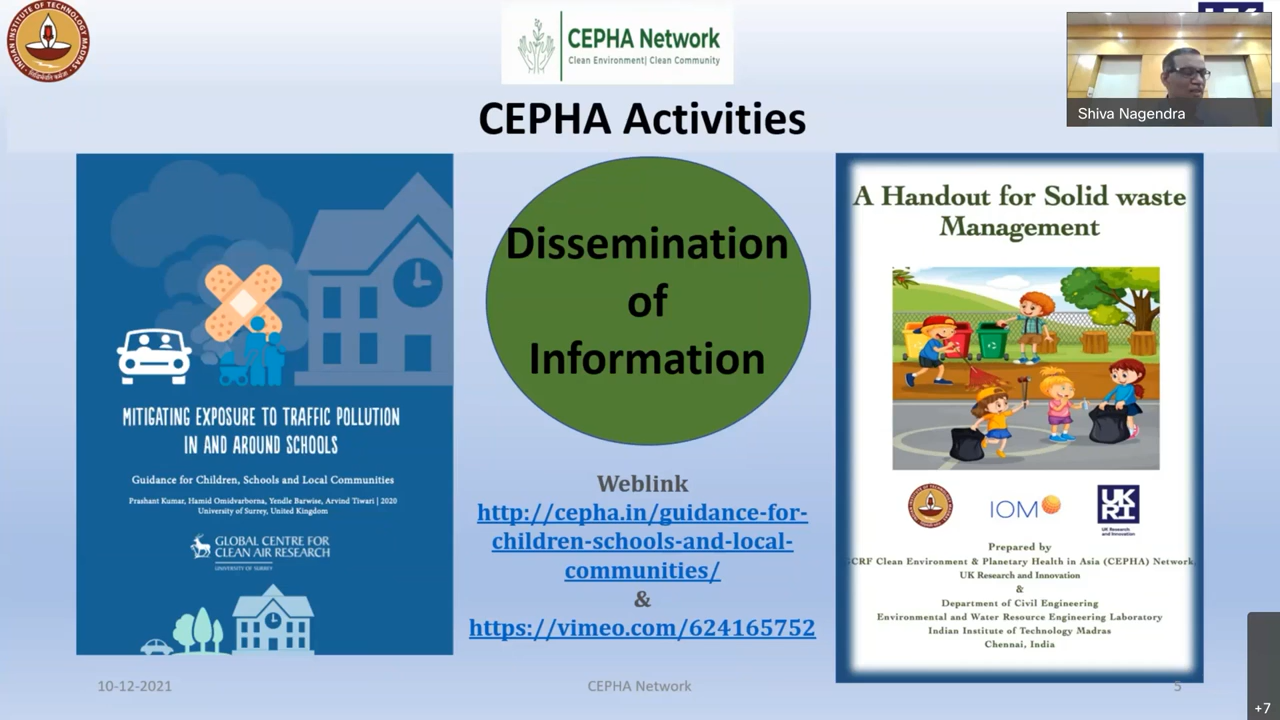 INDIAN INSTITUTE OF TECHNOLOGY MADRAS
CEPHA Network
Clean Environment| Clean Community
Shiva Nagendra
CEPHA Activities
MITIGATING EXPOSURE TO TRAFFIC POLLUTION
IN AND AROUND SCHOOLS
Guidance for Children, Schools and Local Communities
Prashant Kumar, Hamid Omidvarborna, Yendle Barwise, Arvind Tiwari | 2020
University of Surrey, United Kingdom
GLOBAL CENTRE FOR
CLEAN AIR RESEARCH
UNIVERSITY OF SURREY
Dissemination
of
Information
Weblink
http://cepha.in/guidance-for-
children-schools-and-local-
communities/
&
https://vimeo.com/624165752
A Handout for Solid waste
Management
IOM
UK
RI
UK Research
and Innovation
Prepared by
GCRF Clean Environment & Planetary Health in Asia (CEPHA) Network,
UK Research and Innovation
&
Department of Civil Engineering
Environmental and Water Resource Engineering Laboratory
Indian Institute of Technology Madras
Chennai, India
10-12-2021
CEPHA Network
5
+7